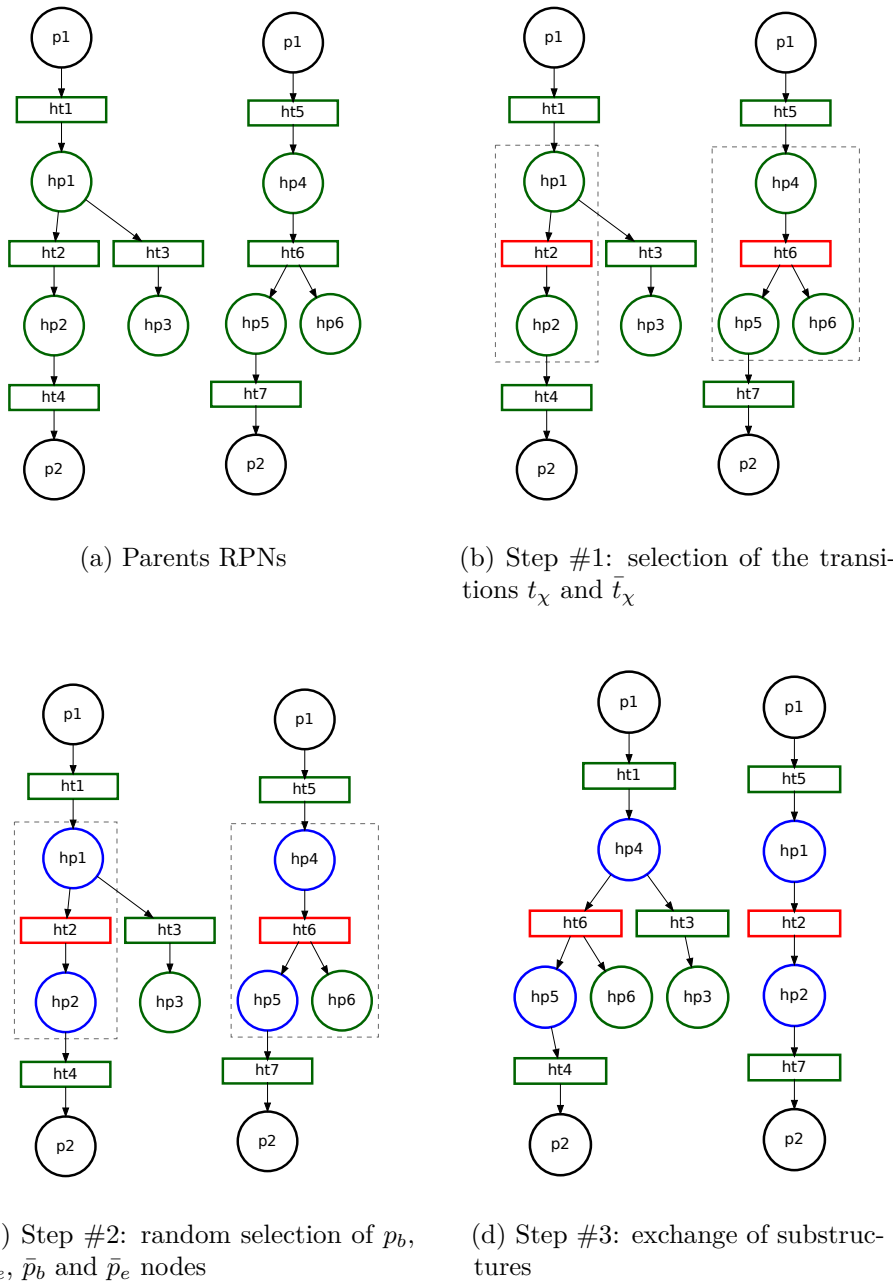 p1
p1
ht1
ht5
hp1
hp4
ht2
ht3
ht6
hp2
hp3
hp5
hp6
ht4
ht7
p2
p2
(a) Parents RPNs
p1
p1
ht1
ht5
hp1
hp4
ht2
ht3
ht6
hp2
hp3
hp5
hp6
ht4
ht7
p2
p2
(b) Step #1: selection of the transi-
tions t_χ and t̄_χ
p1
p1
ht1
ht5
hp1
hp4
ht2
ht3
ht6
hp2
hp3
hp5
hp6
ht4
ht7
p2
p2
) Step #2: random selection of p_b,
e, p̄_b and p̄_e nodes
p1
p1
ht1
ht5
hp4
hp1
ht6
ht3
ht2
hp5
hp6
hp3
hp2
ht4
ht7
p2
p2
(d) Step #3: exchange of substruc-
tures